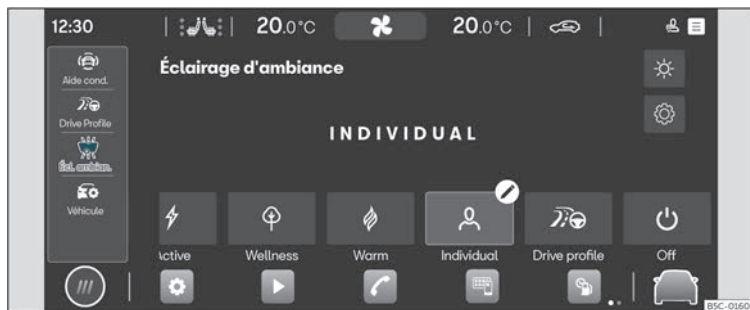 12:30
20.0°C
20.0°C
Éclairage d'ambiance
Aide cond.
Drive Profile
Écl. ambian.
Véhicule
INDIVIDUAL
Active
Wellness
Warm
Individual
Drive profile
Off
B5C-0160